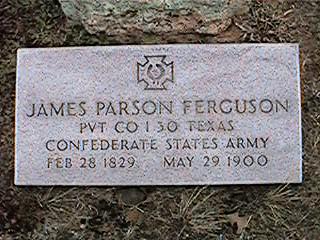 JAMES PARSON FERGUSON
PVT CO I 30 TEXAS
CONFEDERATE STATES ARMY
FEB 28 1829 MAY 29 1900